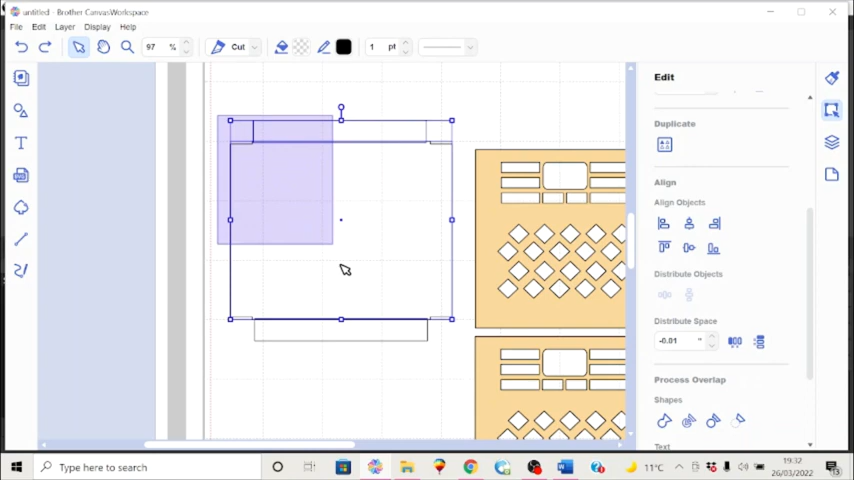 untitled - Brother CanvasWorkspace
File Edit Layer Display Help
97 % Cut 1 pt
Edit
Duplicate
Align
Align Objects
Distribute Objects
Distribute Space
-0.01 "
Process Overlap
Shapes
Text
Type here to search
11°C
19:32
26/03/2022